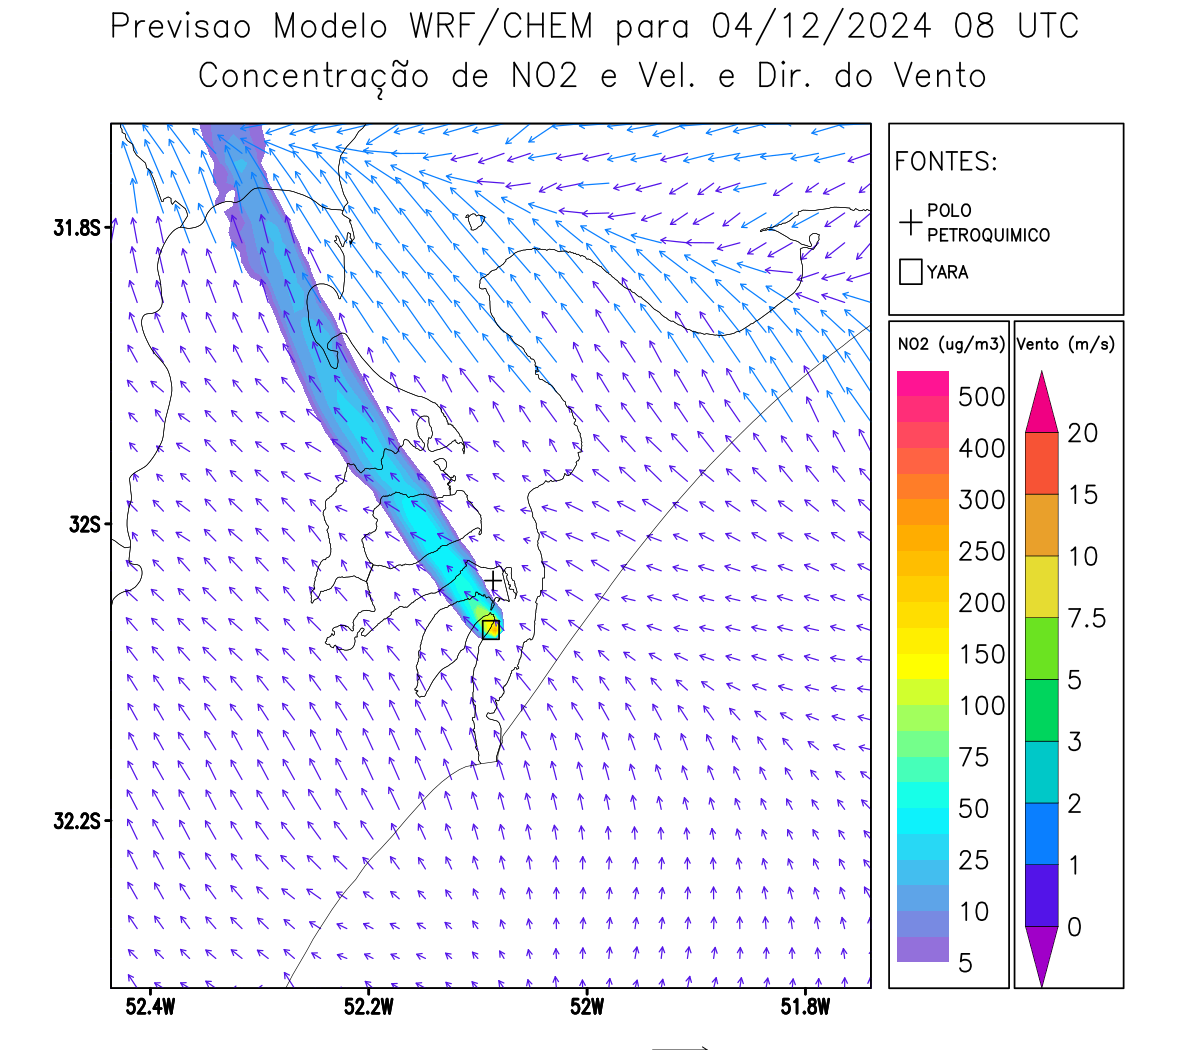 Previsao Modelo WRF/CHEM para 04/12/2024 08 UTC
Concentração de NO2 e Vel. e Dir. do Vento
FONTES:
POLO
PETROQUIMICO
YARA
NO2 (ug/m3)
500
400
300
250
200
150
100
75
50
25
10
5
Vento (m/s)
20
15
10
7.5
5
3
2
1
0
31.8S
32S
32.2S
52.4W
52.2W
52W
51.8W